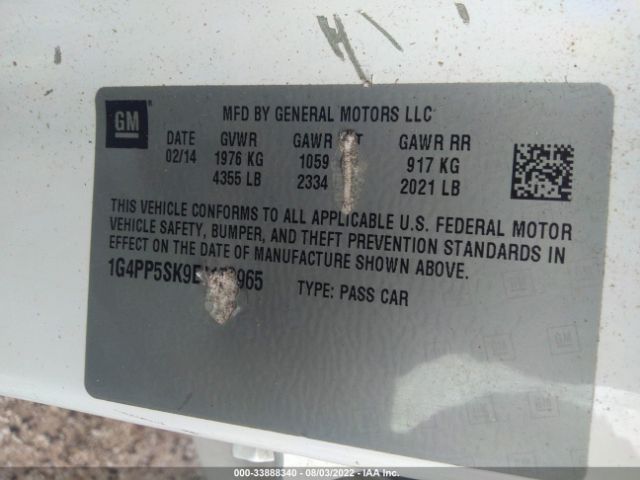 GM ®
MFD BY GENERAL MOTORS LLC
DATE GVWR GAWR GAWR RR
02/14 1976 KG 1059 917 KG
4355 LB 2334 2021 LB
THIS VEHICLE CONFORMS TO ALL APPLICABLE U.S. FEDERAL MOTOR
VEHICLE SAFETY, BUMPER, AND THEFT PREVENTION STANDARDS IN
EFFECT ON THE DATE OF MANUFACTURE SHOWN ABOVE.
TYPE: PASS CAR
GM
GM
GM
000-33888340 - 08/03/2022 - IAA Inc.